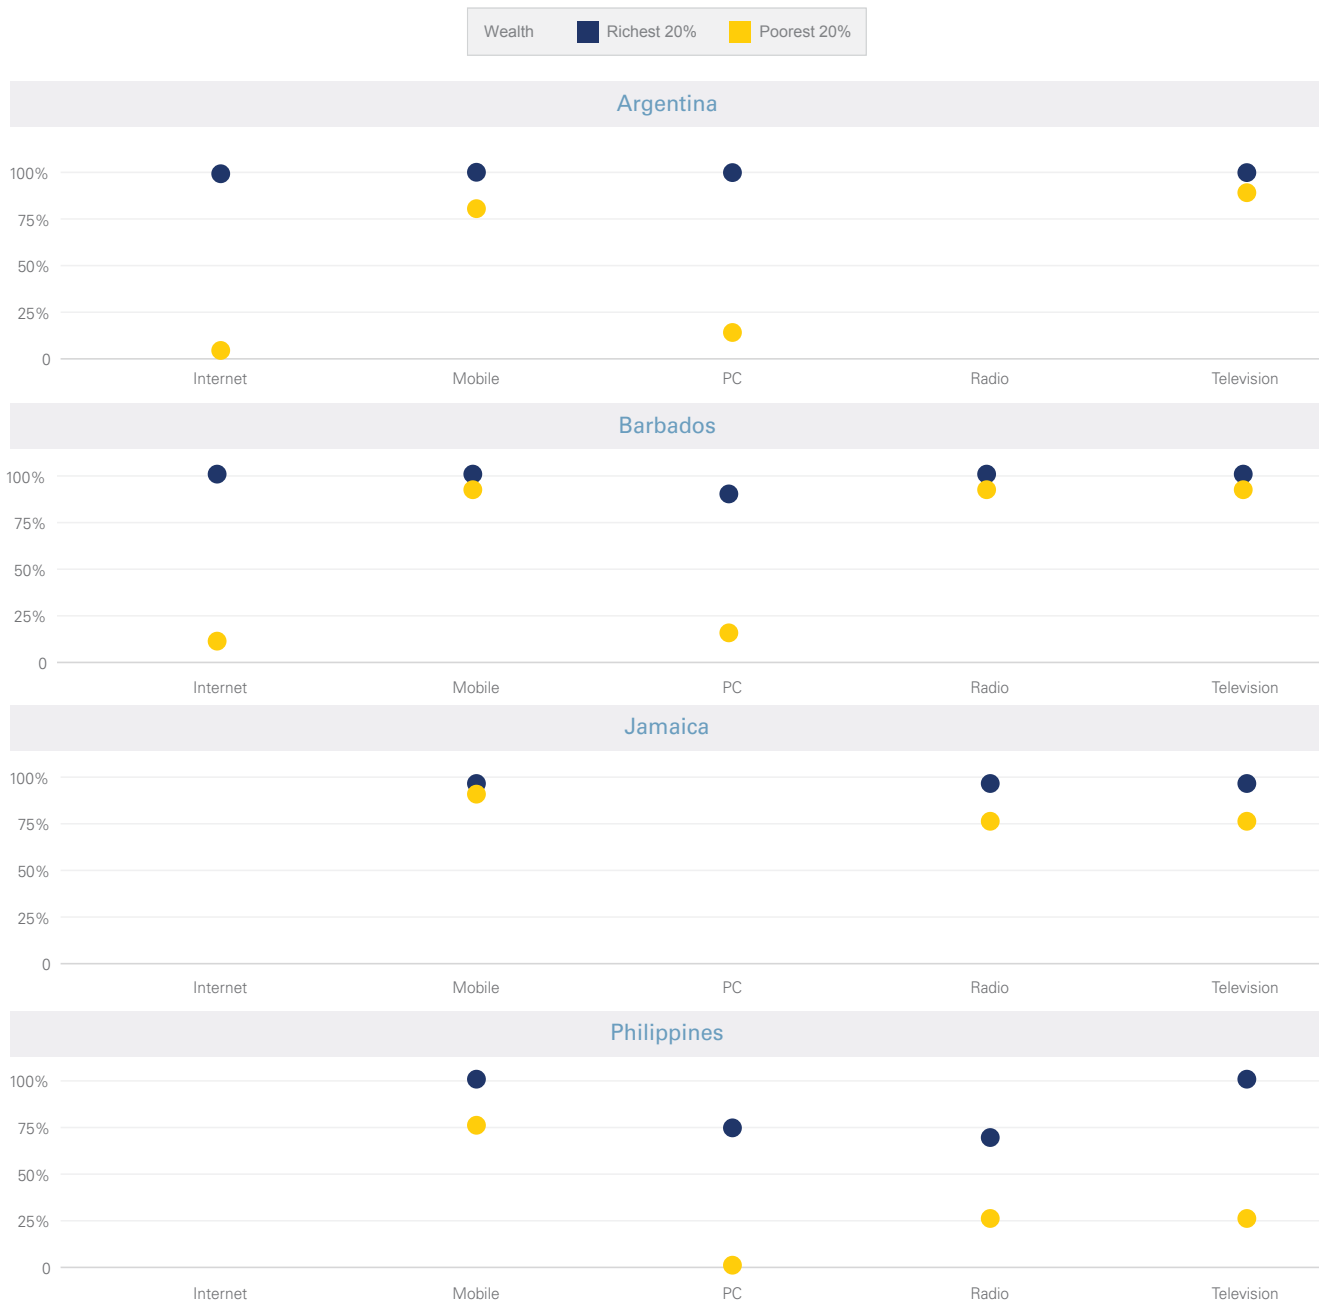 Wealth Richest 20% Poorest 20%
Argentina
100%
75%
50%
25%
0
Internet Mobile PC Radio Television
Barbados
100%
75%
50%
25%
0
Internet Mobile PC Radio Television
Jamaica
100%
75%
50%
25%
0
Internet Mobile PC Radio Television
Philippines
100%
75%
50%
25%
0
Internet Mobile PC Radio Television